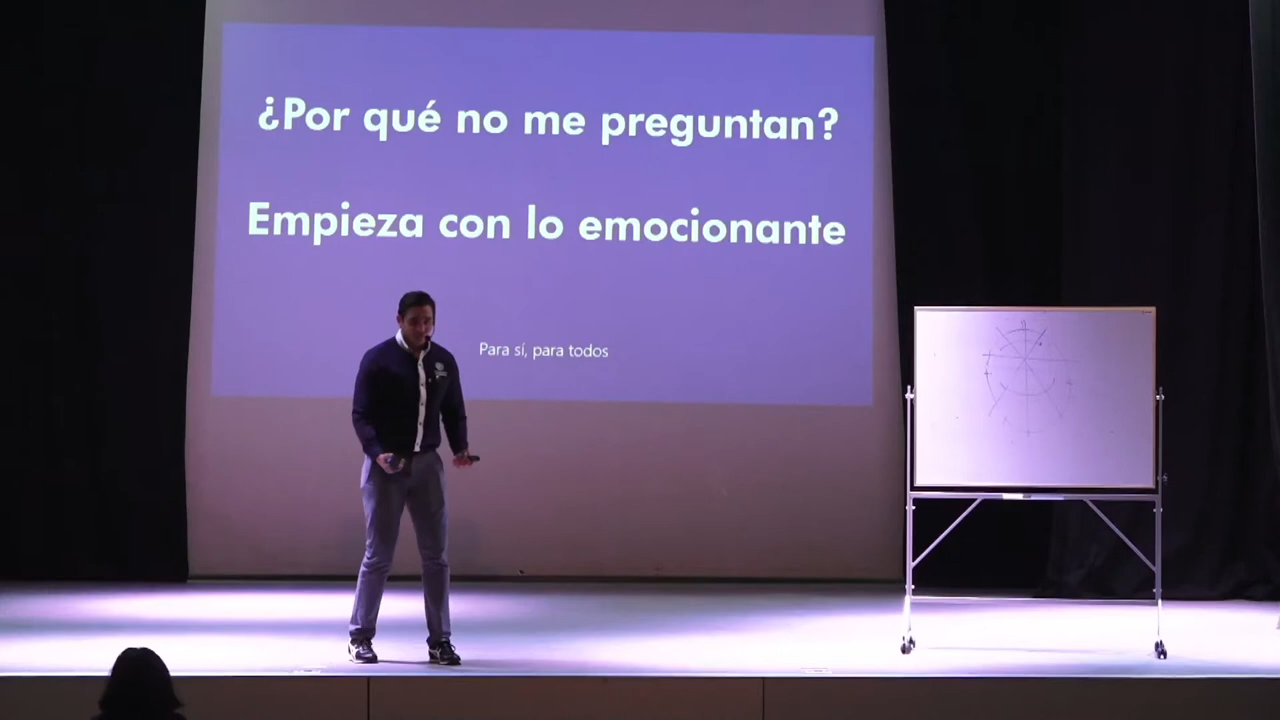 ¿Por qué no me preguntan?
Empieza con lo emocionante
Para sí, para todos